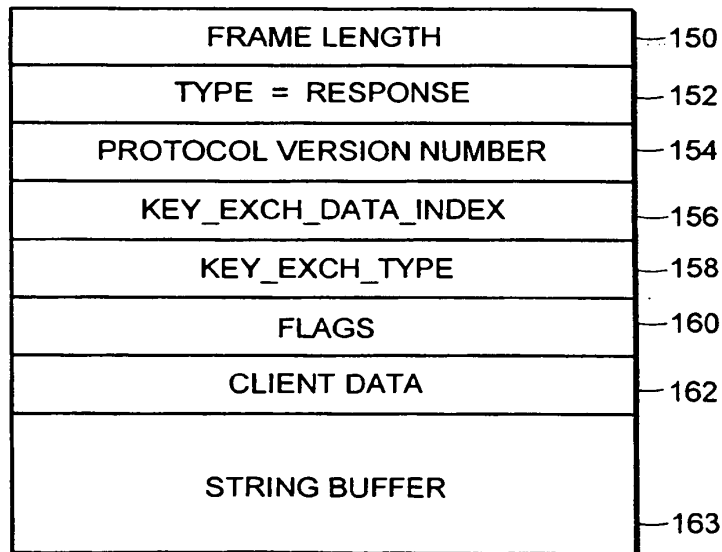 FRAME LENGTH 150
TYPE = RESPONSE 152
PROTOCOL VERSION NUMBER 154
KEY_EXCH_DATA_INDEX 156
KEY_EXCH_TYPE 158
FLAGS 160
CLIENT DATA 162
STRING BUFFER 163